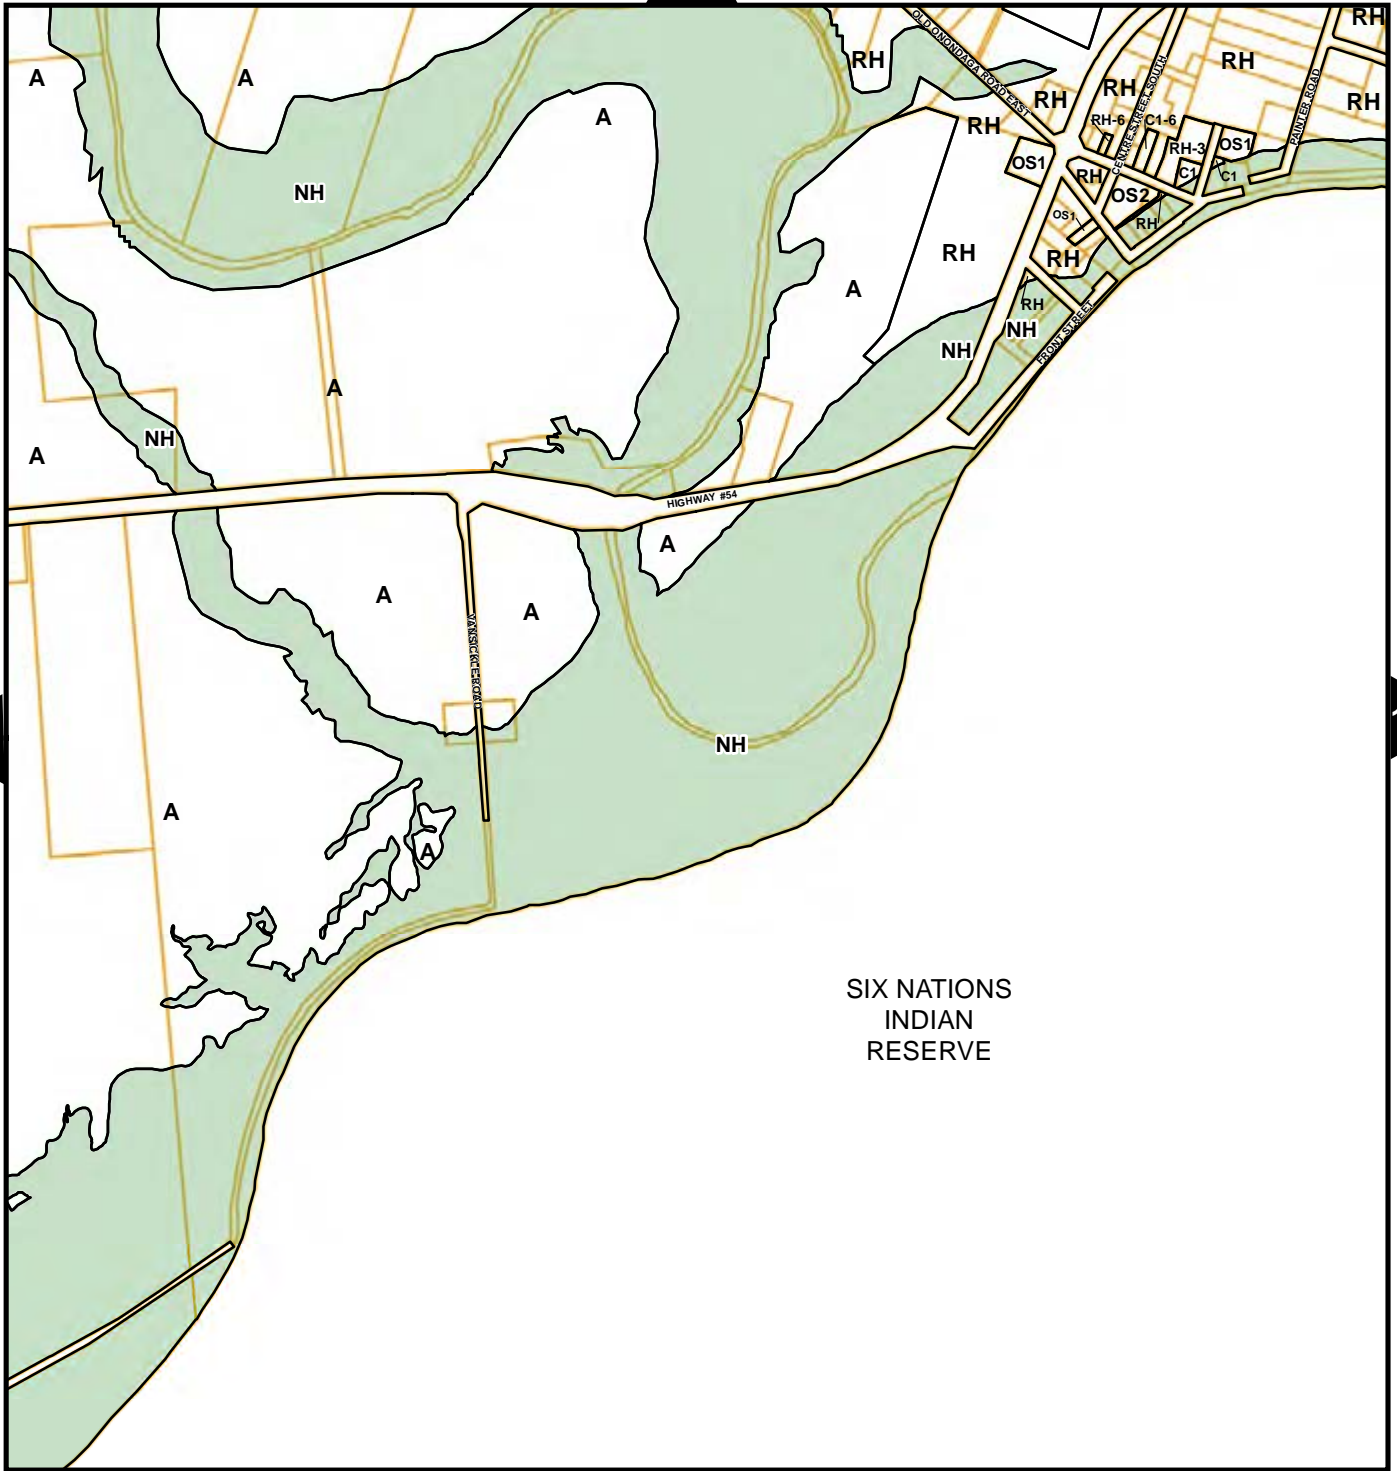 RH
A
A
RH
OLD ONONDAGA ROAD EAST
RH
RH
RH
RH
RH
A
RH-6
C1-6
CENTRE STREET SOUTH
PAINTER ROAD
RH-3
OS1
OS1
RH
C1
C1
NH
OS2
OS1
RH
RH
RH
A
RH
NH
NH
FRONT STREET
A
NH
A
HIGHWAY #54
A
A
A
VANSICKLE ROAD
NH
A
A
SIX NATIONS
INDIAN
RESERVE